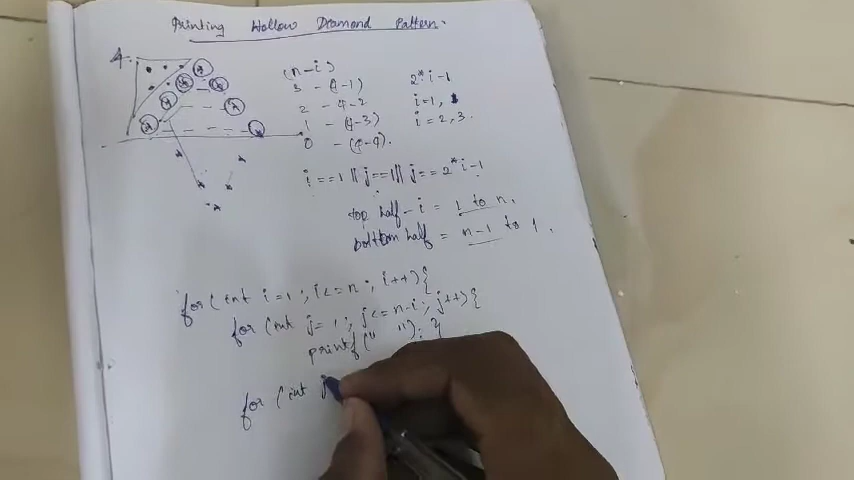 Printing Hollow Diamond Pattern.
4.
(n-i)
3 - (4-1)
2 - 4-2
1 - (4-3)
0 - (4-4).
2*i-1
i=1,
i=2,3.
i==1 || j==1 || j==2*i-1
top half - i = 1 to n.
bottom half = n-1 to 1.
for(int i=1; i<=n; i++){
for(int j=1; j<=n-i; j++){
printf(" "); }
for (int j